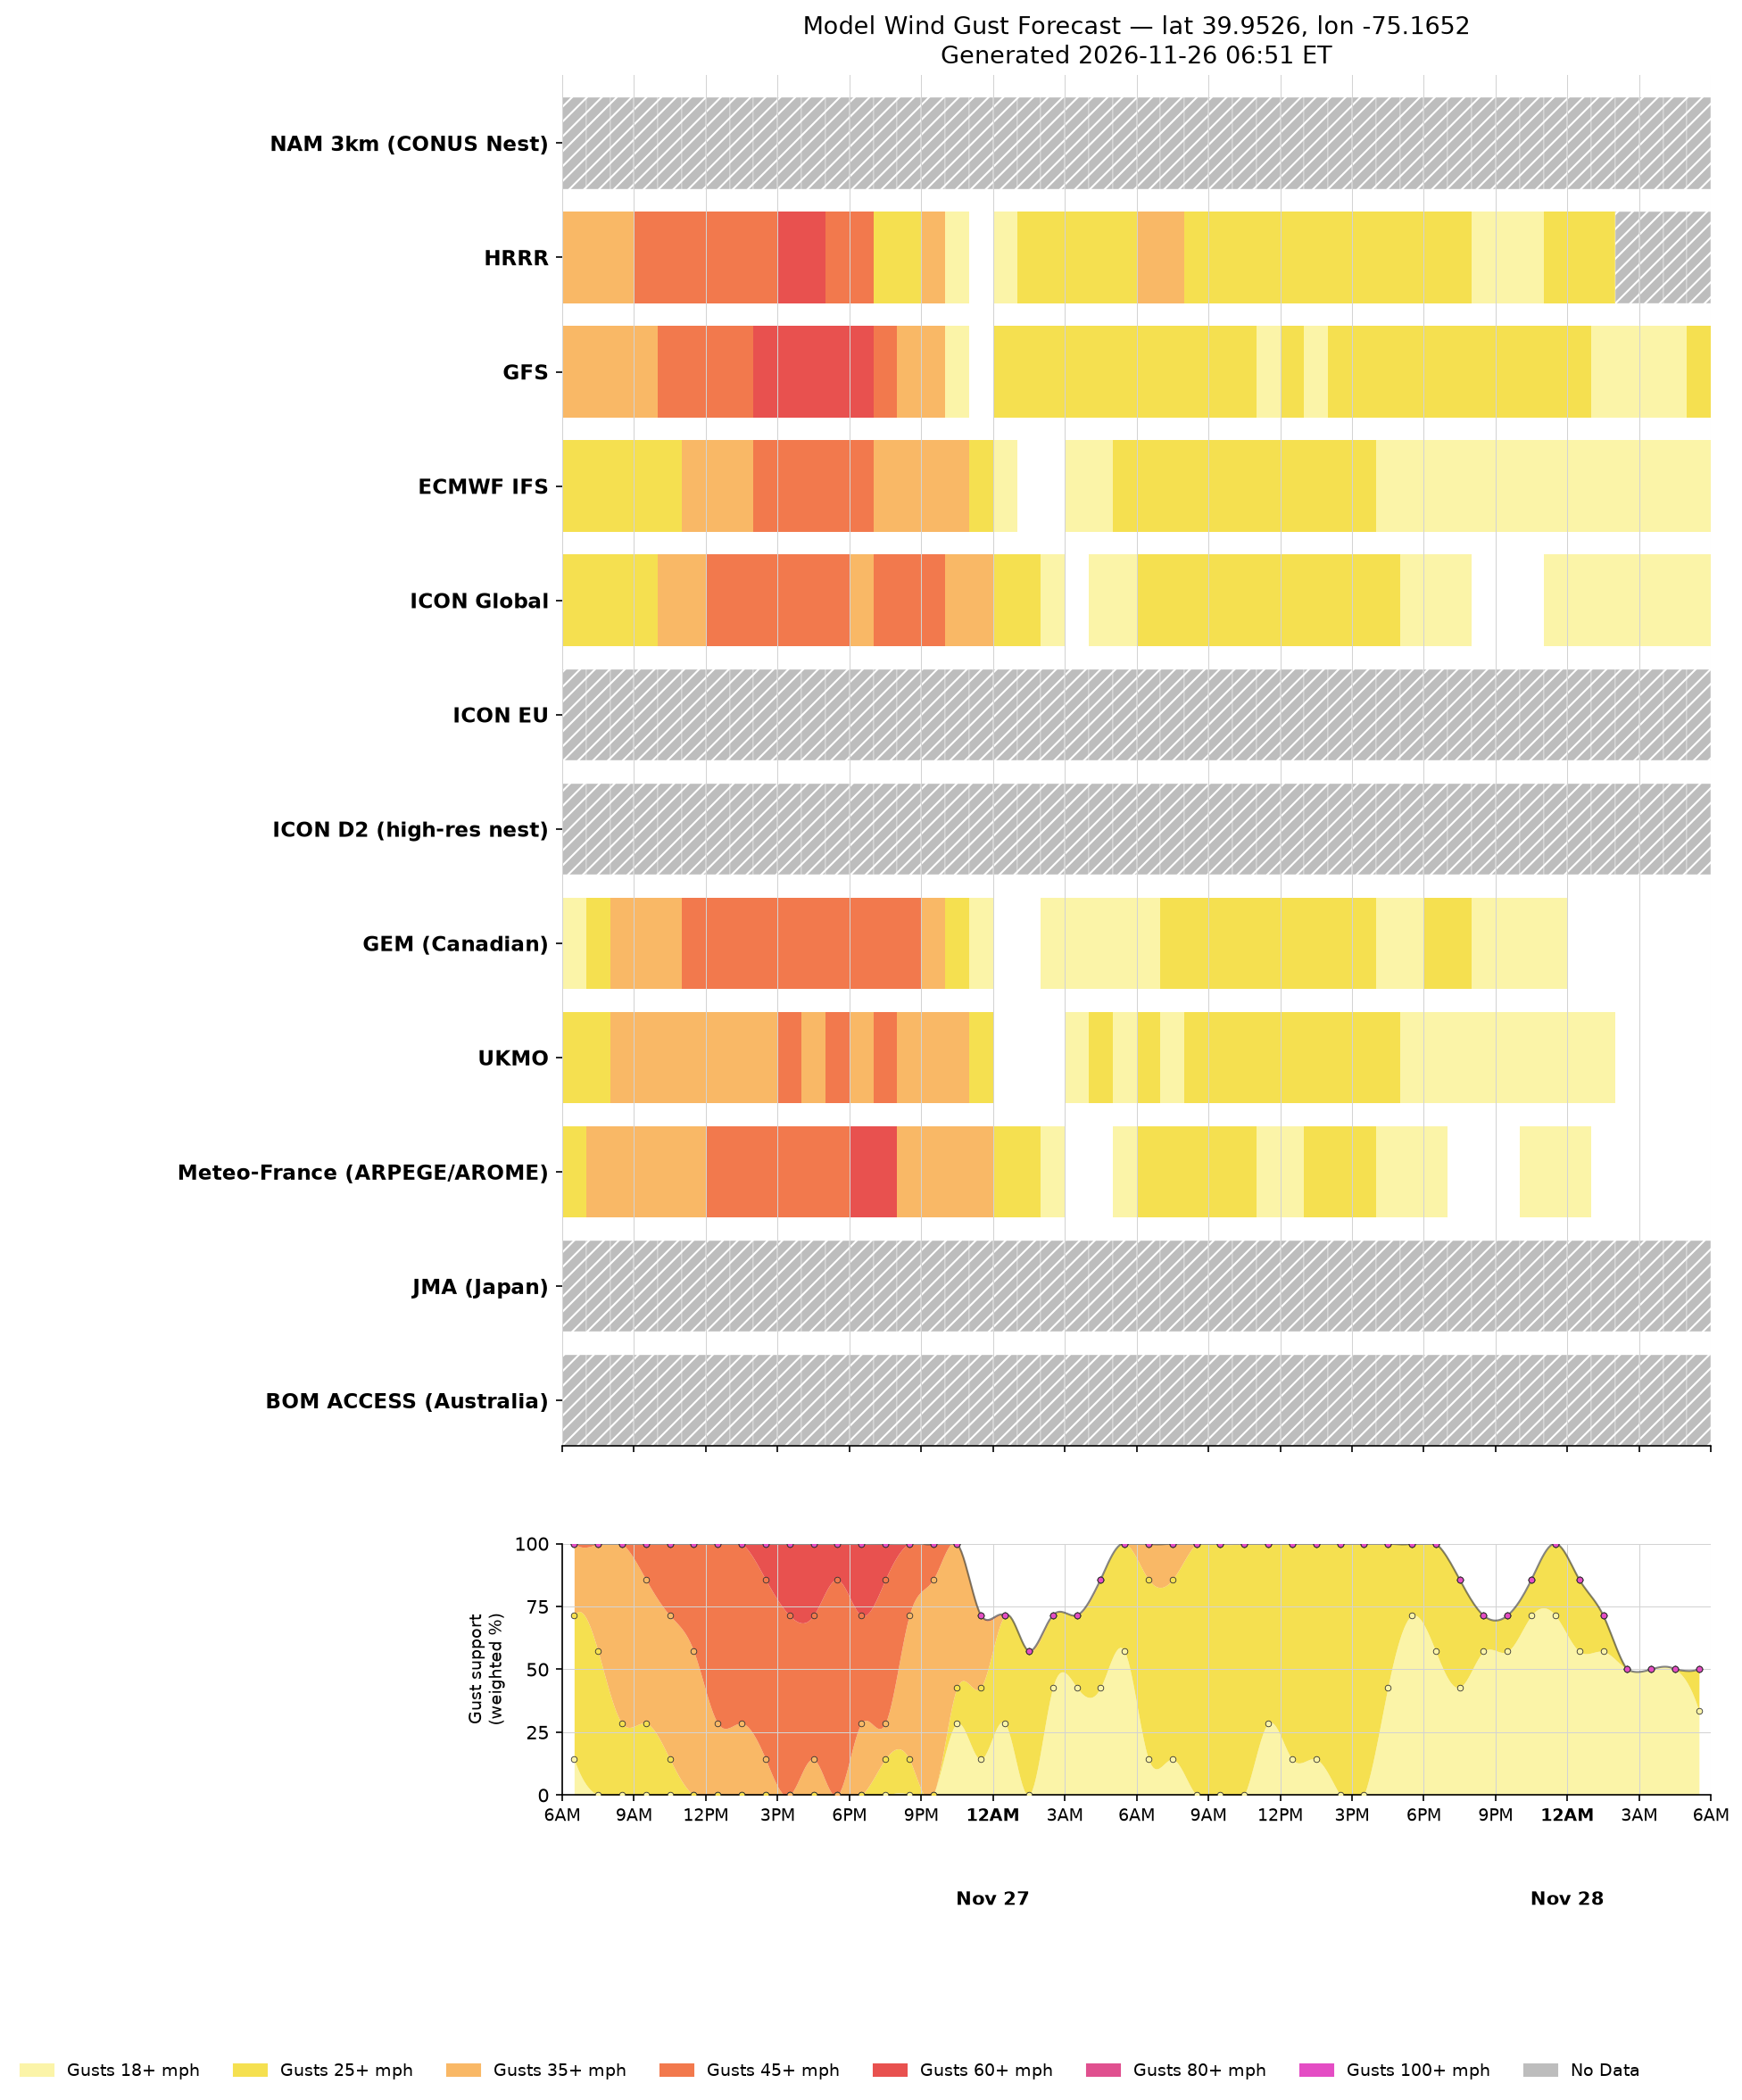 Model Wind Gust Forecast — lat 39.9526, lon -75.1652
Generated 2026-11-26 06:51 ET
NAM 3km (CONUS Nest)
HRRR
GFS
ECMWF IFS
ICON Global
ICON EU
ICON D2 (high-res nest)
GEM (Canadian)
UKMO
Meteo-France (ARPEGE/AROME)
JMA (Japan)
BOM ACCESS (Australia)
Gust support
(weighted %)
100
75
50
25
0
6AM 9AM 12PM 3PM 6PM 9PM 12AM 3AM 6AM 9AM 12PM 3PM 6PM 9PM 12AM 3AM 6AM
Nov 27 Nov 28
Gusts 18+ mph Gusts 25+ mph Gusts 35+ mph Gusts 45+ mph Gusts 60+ mph Gusts 80+ mph Gusts 100+ mph No Data